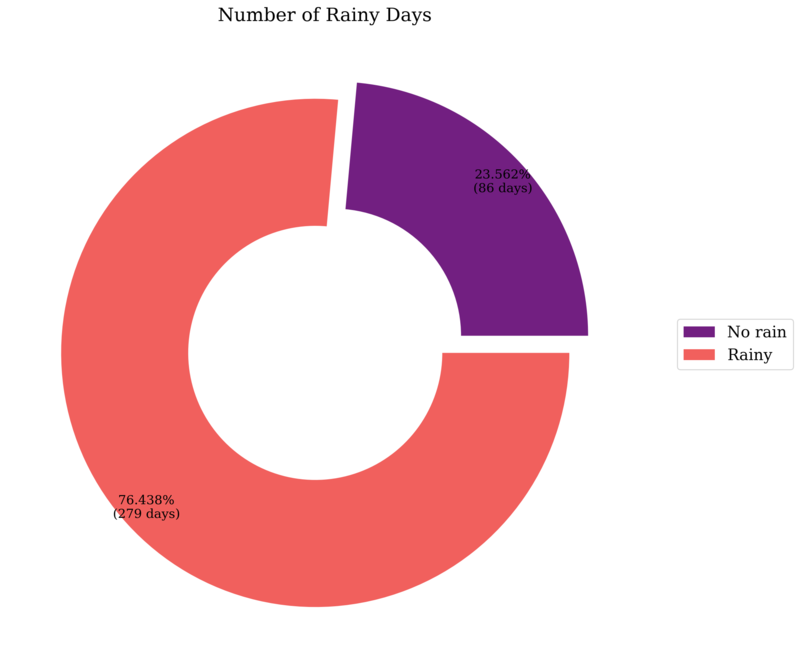 Number of Rainy Days
23.562%
(86 days)
No rain
Rainy
76.438%
(279 days)